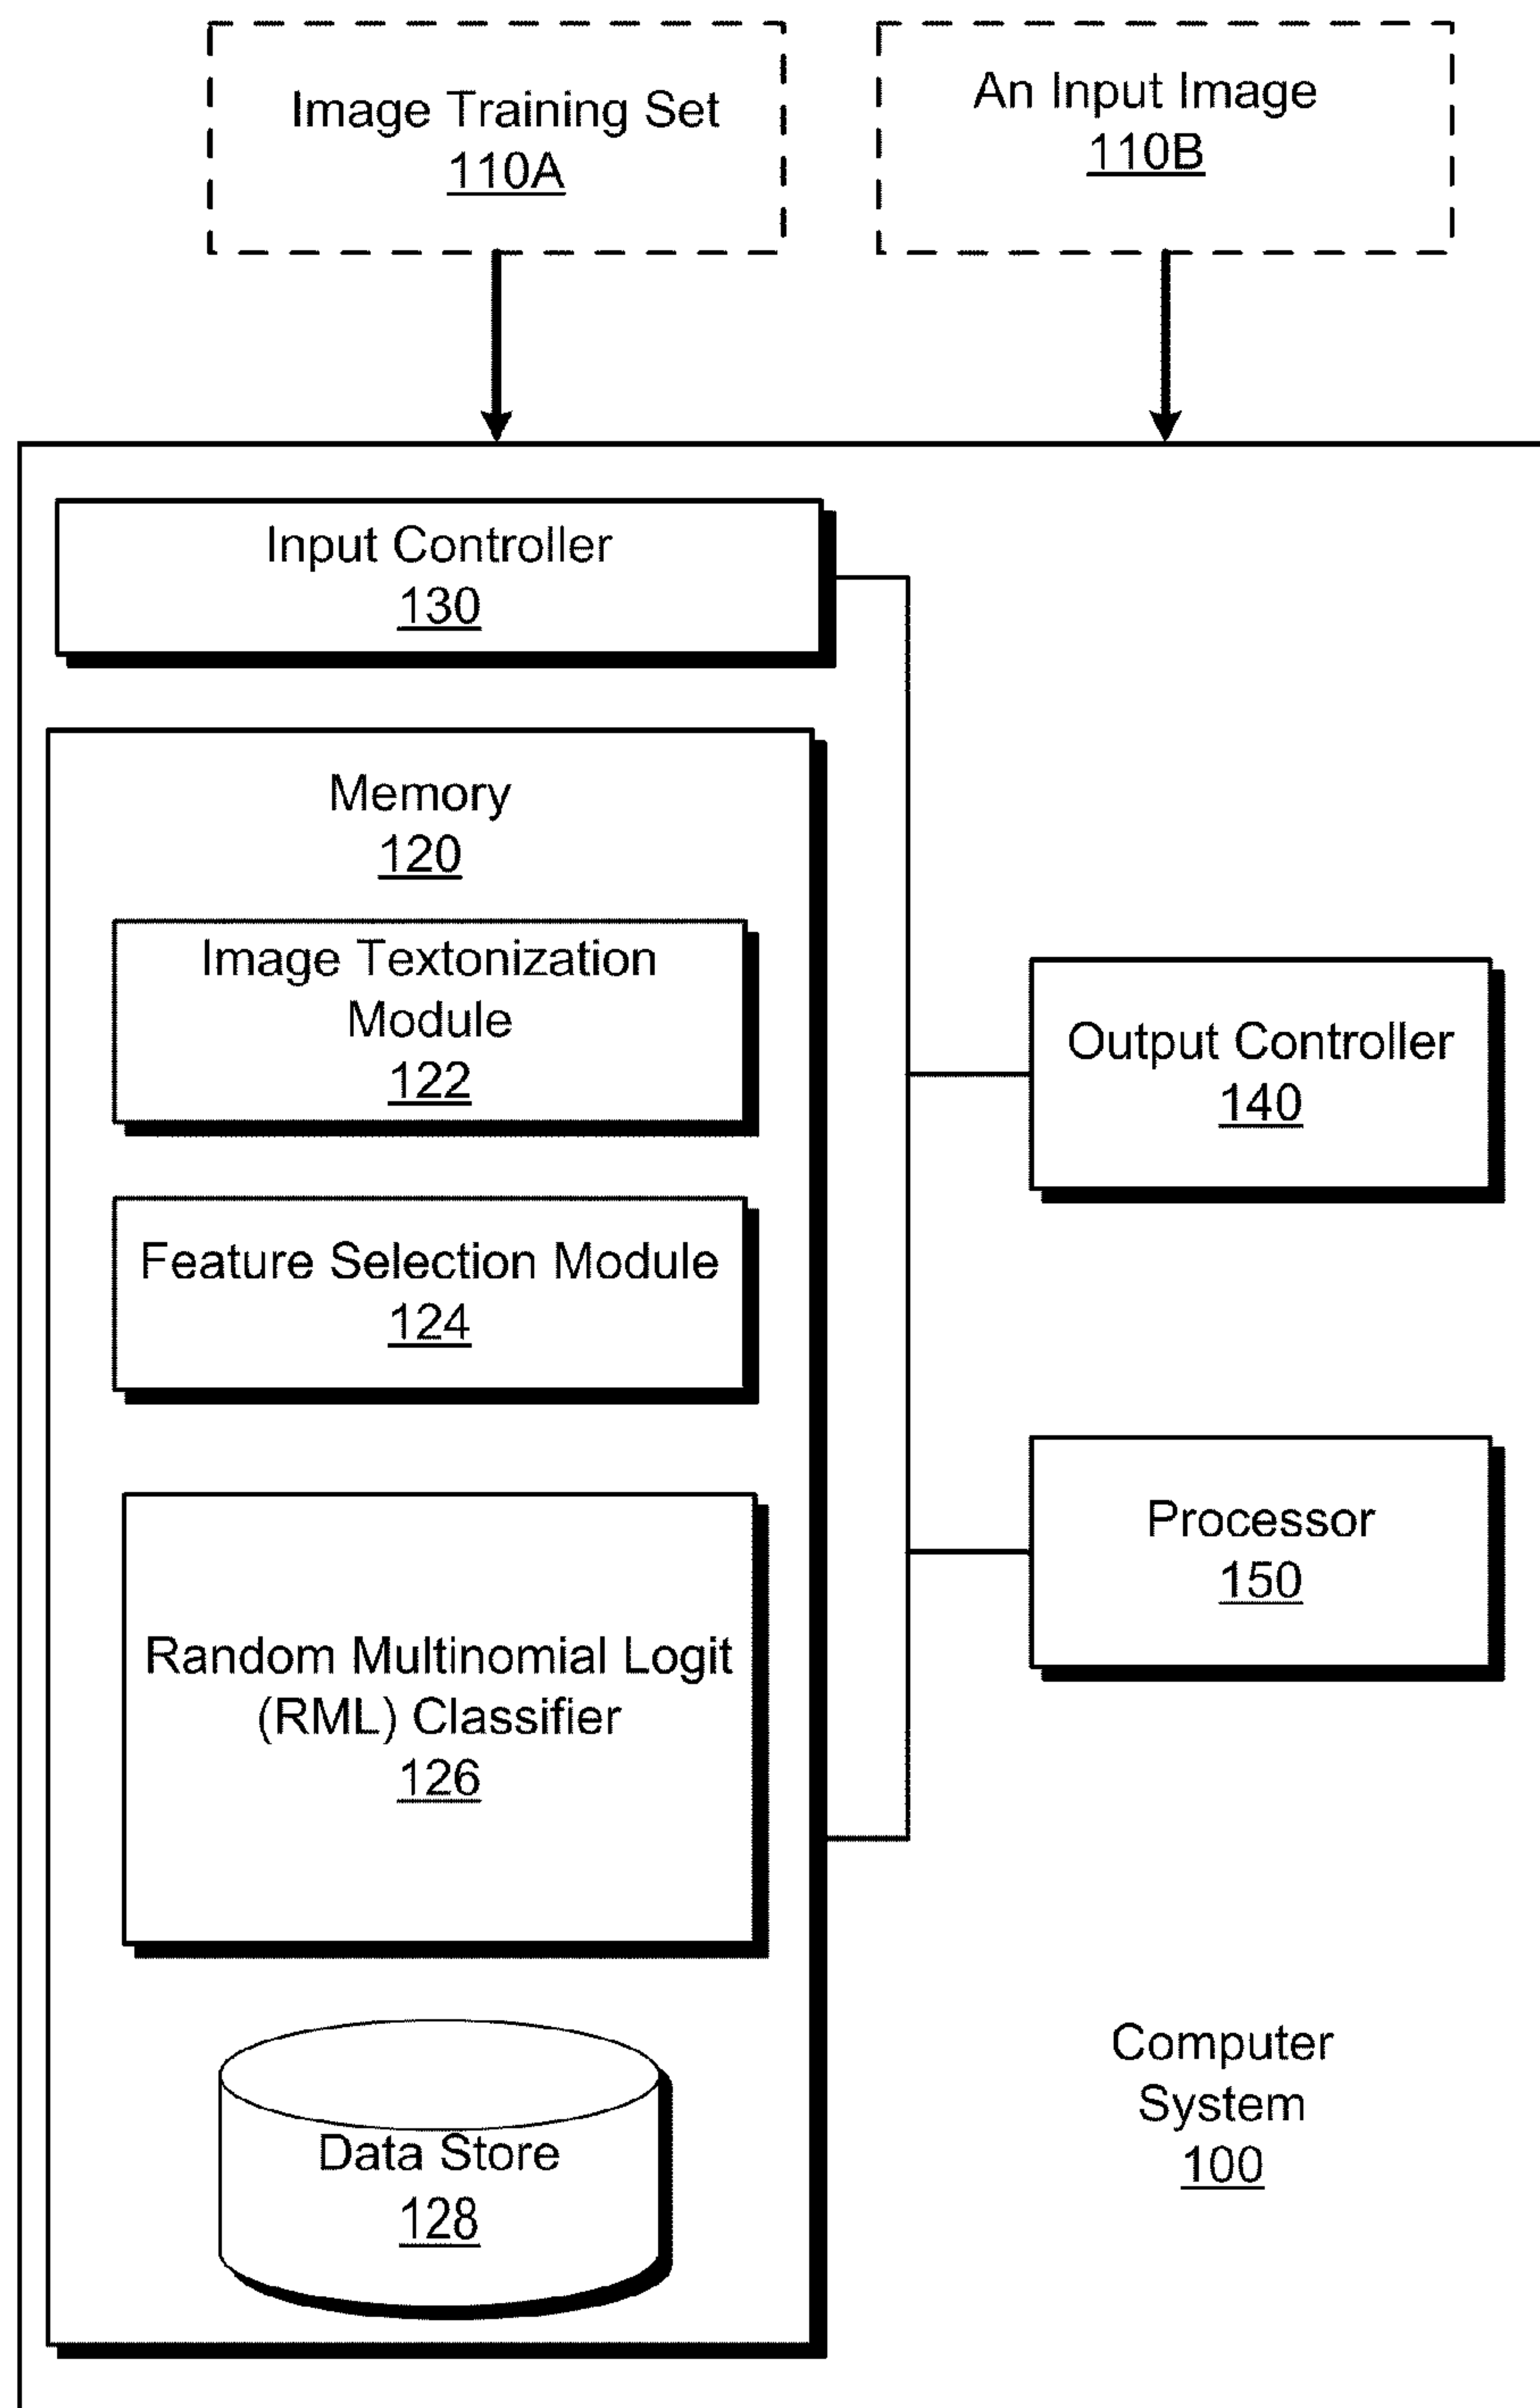 Image Training Set
110A
An Input Image
110B
Input Controller
130
Memory
120
Image Textonization
Module
122
Feature Selection Module
124
Random Multinomial Logit
(RML) Classifier
126
Data Store
128
Output Controller
140
Processor
150
Computer
System
100